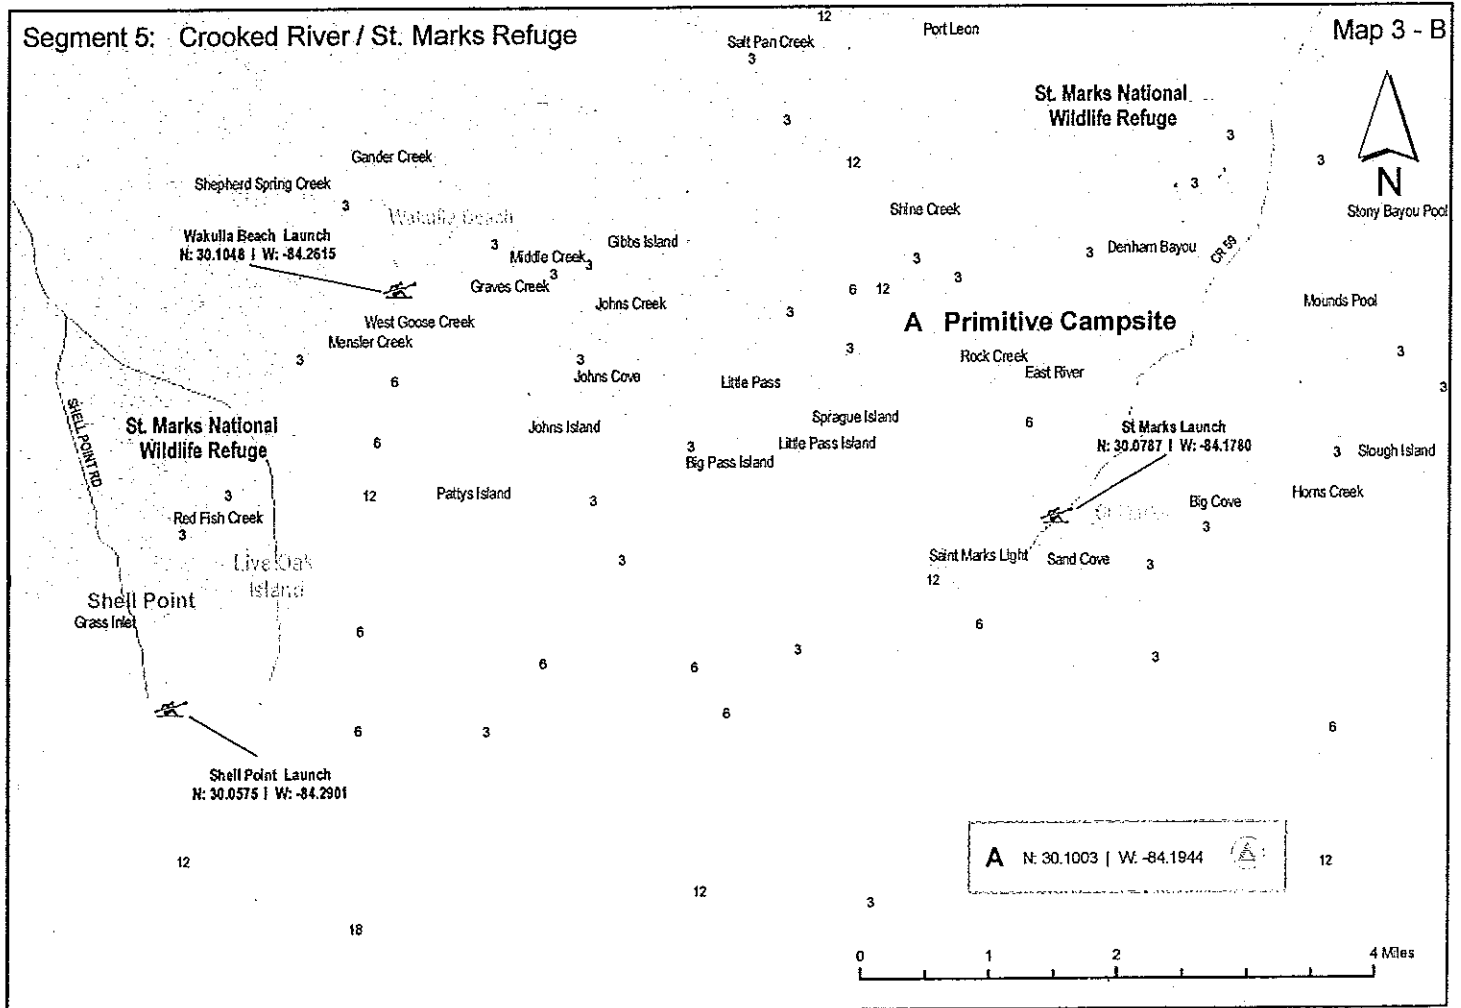 Segment 5: Crooked River / St. Marks Refuge
Map 3 - B
12
Port Leon
Salt Pan Creek
3
St. Marks National
Wildlife Refuge
3
3
12
3
3
N
Stony Bayou Pool
Gander Creek
Shepherd Spring Creek
3
Wakulla Beach
Wakulla Beach Launch
N: 30.1048 | W: -84.2615
3
Middle Creek
3
Gibbs Island
Graves Creek
3
Johns Creek
Shine Creek
3
3
Denham Bayou
3
CR 59
6
12
3
Mounds Pool
A Primitive Campsite
West Goose Creek
Mensler Creek
3
3
Johns Cove
3
Rock Creek
East River
3
3
6
Little Pass
St. Marks National
Wildlife Refuge
SHELL POINT RD
6
Johns Island
Sprague Island
Little Pass Island
3
Big Pass Island
6
St Marks Launch
N: 30.0787 | W: -84.1780
3
Slough Island
3
12
Pattys Island
3
Big Cove
Horns Creek
3
Red Fish Creek
3
Live Oak
Island
3
Saint Marks Light
Sand Cove
3
12
Shell Point
Grass Inlet
6
6
6
3
6
3
6
3
6
6
Shell Point Launch
N: 30.0575 | W: -84.2901
12
12
3
18
A N: 30.1003 | W: -84.1944
12
0 1 2 4 Miles